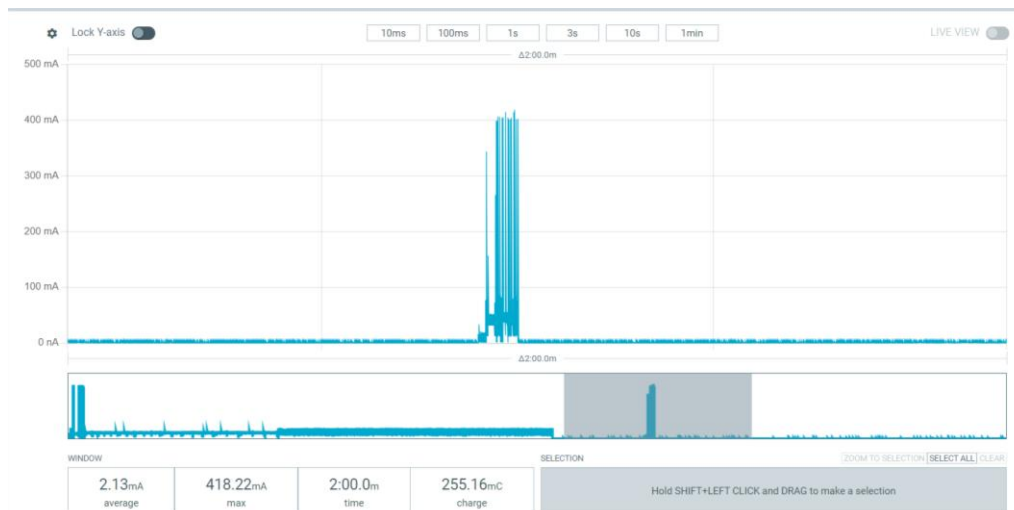 Lock Y-axis 10ms 100ms 1s 3s 10s 1min LIVE VIEW
Δ2:00.0m
500 mA
400 mA
300 mA
200 mA
100 mA
0 nA
Δ2:00.0m
WINDOW SELECTION ZOOM TO SELECTION SELECT ALL CLEAR
2.13mA 418.22mA 2:00.0m 255.16mC
average max time charge
Hold SHIFT+LEFT CLICK and DRAG to make a selection